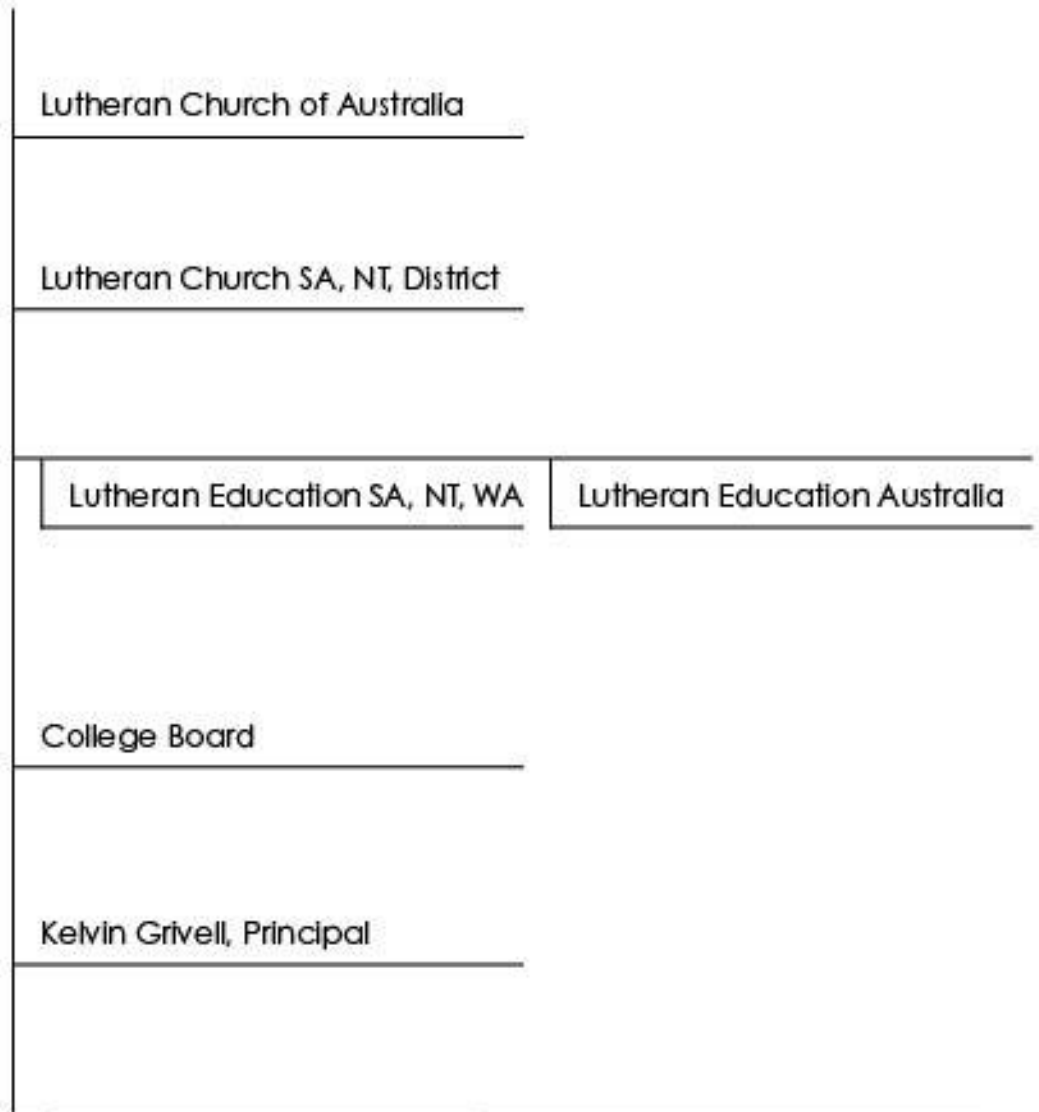 Lutheran Church of Australia
Lutheran Church SA, NT, District
Lutheran Education SA, NT, WA
Lutheran Education Australia
College Board
Kelvin Grivell, Principal